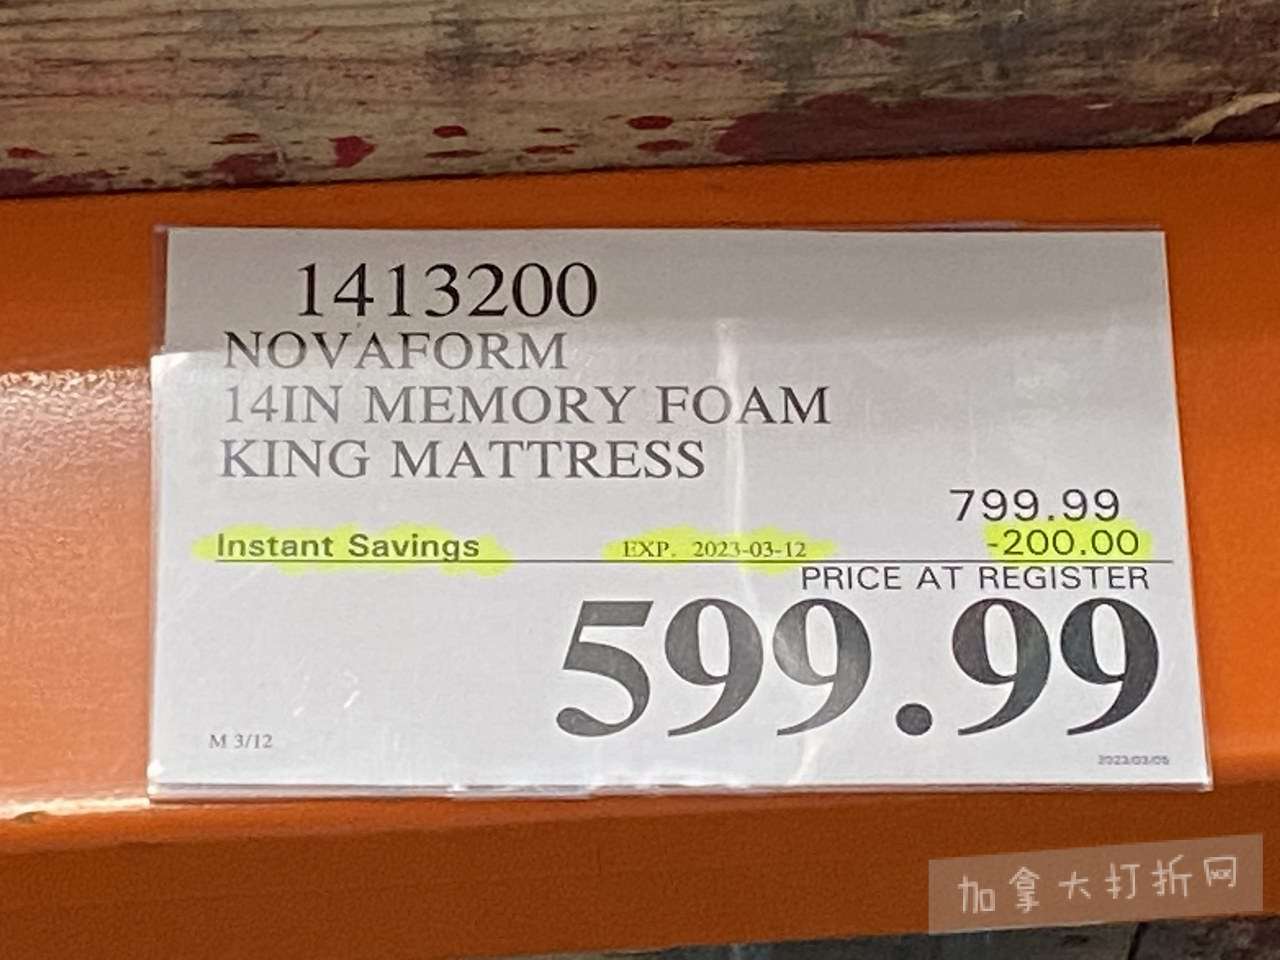 1413200
NOVAFORM
14IN MEMORY FOAM
KING MATTRESS
799.99
Instant Savings EXP. 2023-03-12 -200.00
PRICE AT REGISTER
599.99
M 3/12
2023/03/05
加拿大打折网